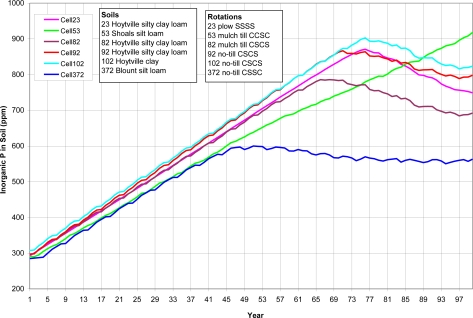 Cell23
Cell53
Cell82
Cell92
Cell102
Cell372
Soils
23 Hoytville silty clay loam
53 Shoals silt loam
82 Hoytville silty clay loam
92 Hoytville silty clay loam
102 Hoytville clay
372 Blount silt loam
Rotations
23 plow SSSS
53 mulch till CCSC
82 mulch till CSCS
92 no-till CSCS
102 no-till CSCS
372 no-till CSSC
Inorganic P in Soil (ppm)
1000
900
800
700
600
500
400
300
200
1 5 9 13 17 21 25 29 33 37 41 45 49 53 57 61 65 69 73 77 81 85 89 93 97
Year